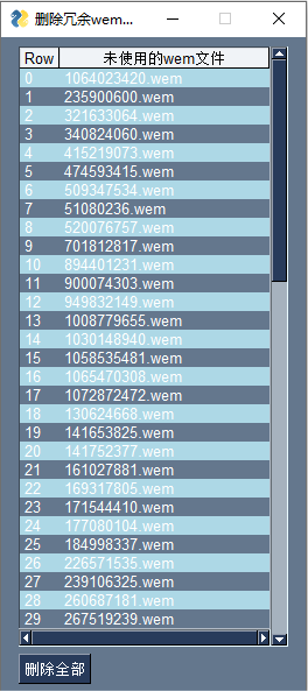 删除冗余wem...
Row 未使用的wem文件
0 1064023420.wem
1 235900600.wem
2 321633064.wem
3 340824060.wem
4 415219073.wem
5 474593415.wem
6 509347534.wem
7 51080236.wem
8 520076757.wem
9 701812817.wem
10 894401231.wem
11 900074303.wem
12 949832149.wem
13 1008779655.wem
14 1030148940.wem
15 1058535481.wem
16 1065470308.wem
17 1072872472.wem
18 130624668.wem
19 141653825.wem
20 141752377.wem
21 161027881.wem
22 169317805.wem
23 171544410.wem
24 177080104.wem
25 184998337.wem
26 226571535.wem
27 239106325.wem
28 260687181.wem
29 267519239.wem
删除全部